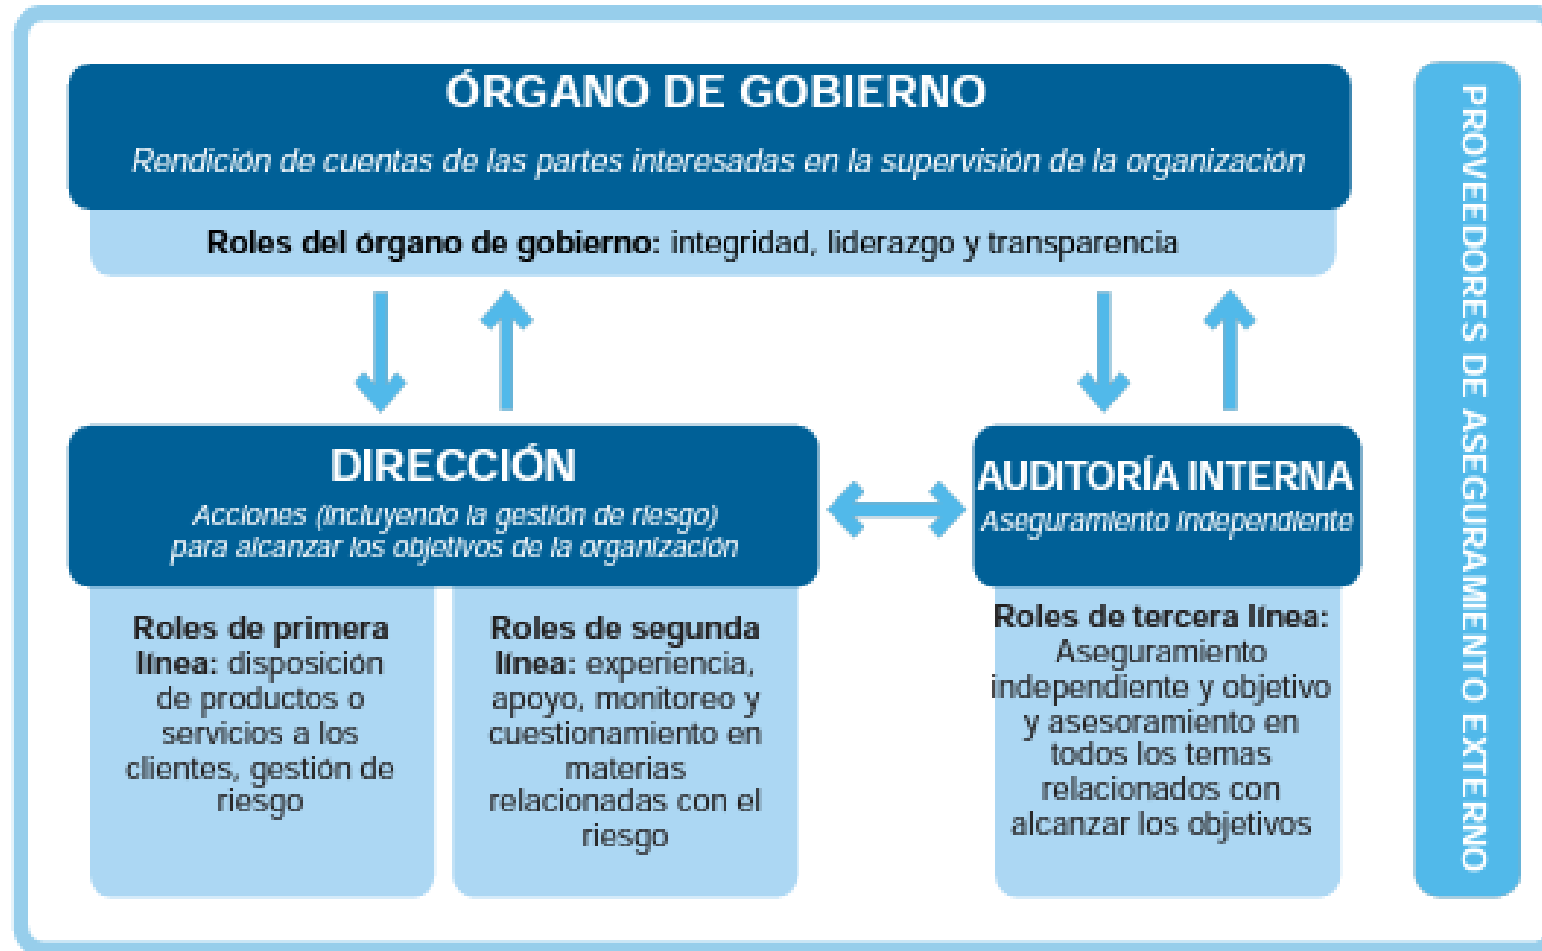 ÓRGANO DE GOBIERNO
Rendición de cuentas de las partes interesadas en la supervisión de la organización
Roles del órgano de gobierno: integridad, liderazgo y transparencia
DIRECCIÓN
Acciones (incluyendo la gestión de riesgo)
para alcanzar los objetivos de la organización
Roles de primera
línea: disposición
de productos o
servicios a los
clientes, gestión de
riesgo
Roles de segunda
línea: experiencia,
apoyo, monitoreo y
cuestionamiento en
materias
relacionadas con el
riesgo
AUDITORÍA INTERNA
Aseguramiento independiente
Roles de tercera línea:
Aseguramiento
independiente y objetivo
y asesoramiento en
todos los temas
relacionados con
alcanzar los objetivos
PROVEEDORES DE ASEGURAMIENTO EXTERNO